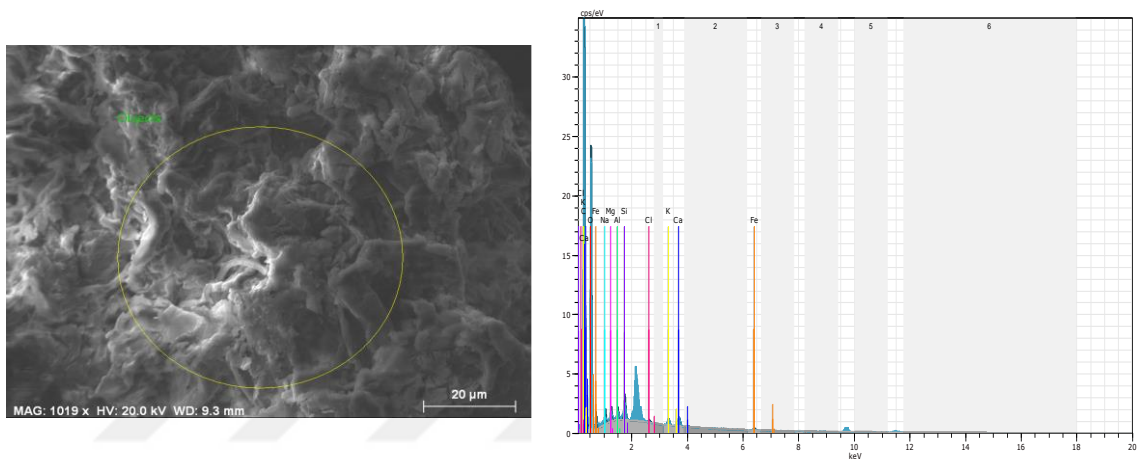 MAG: 1019 x HV: 20.0 kV WD: 9.3 mm
20 µm
cps/eV
1 2 3 4 5 6
30
25
20
15
10
5
0
K
C
Fe Mg Si Cl K Ca Fe
O Na Al
Ca
2 4 6 8 10 12 14 16 18 20
keV